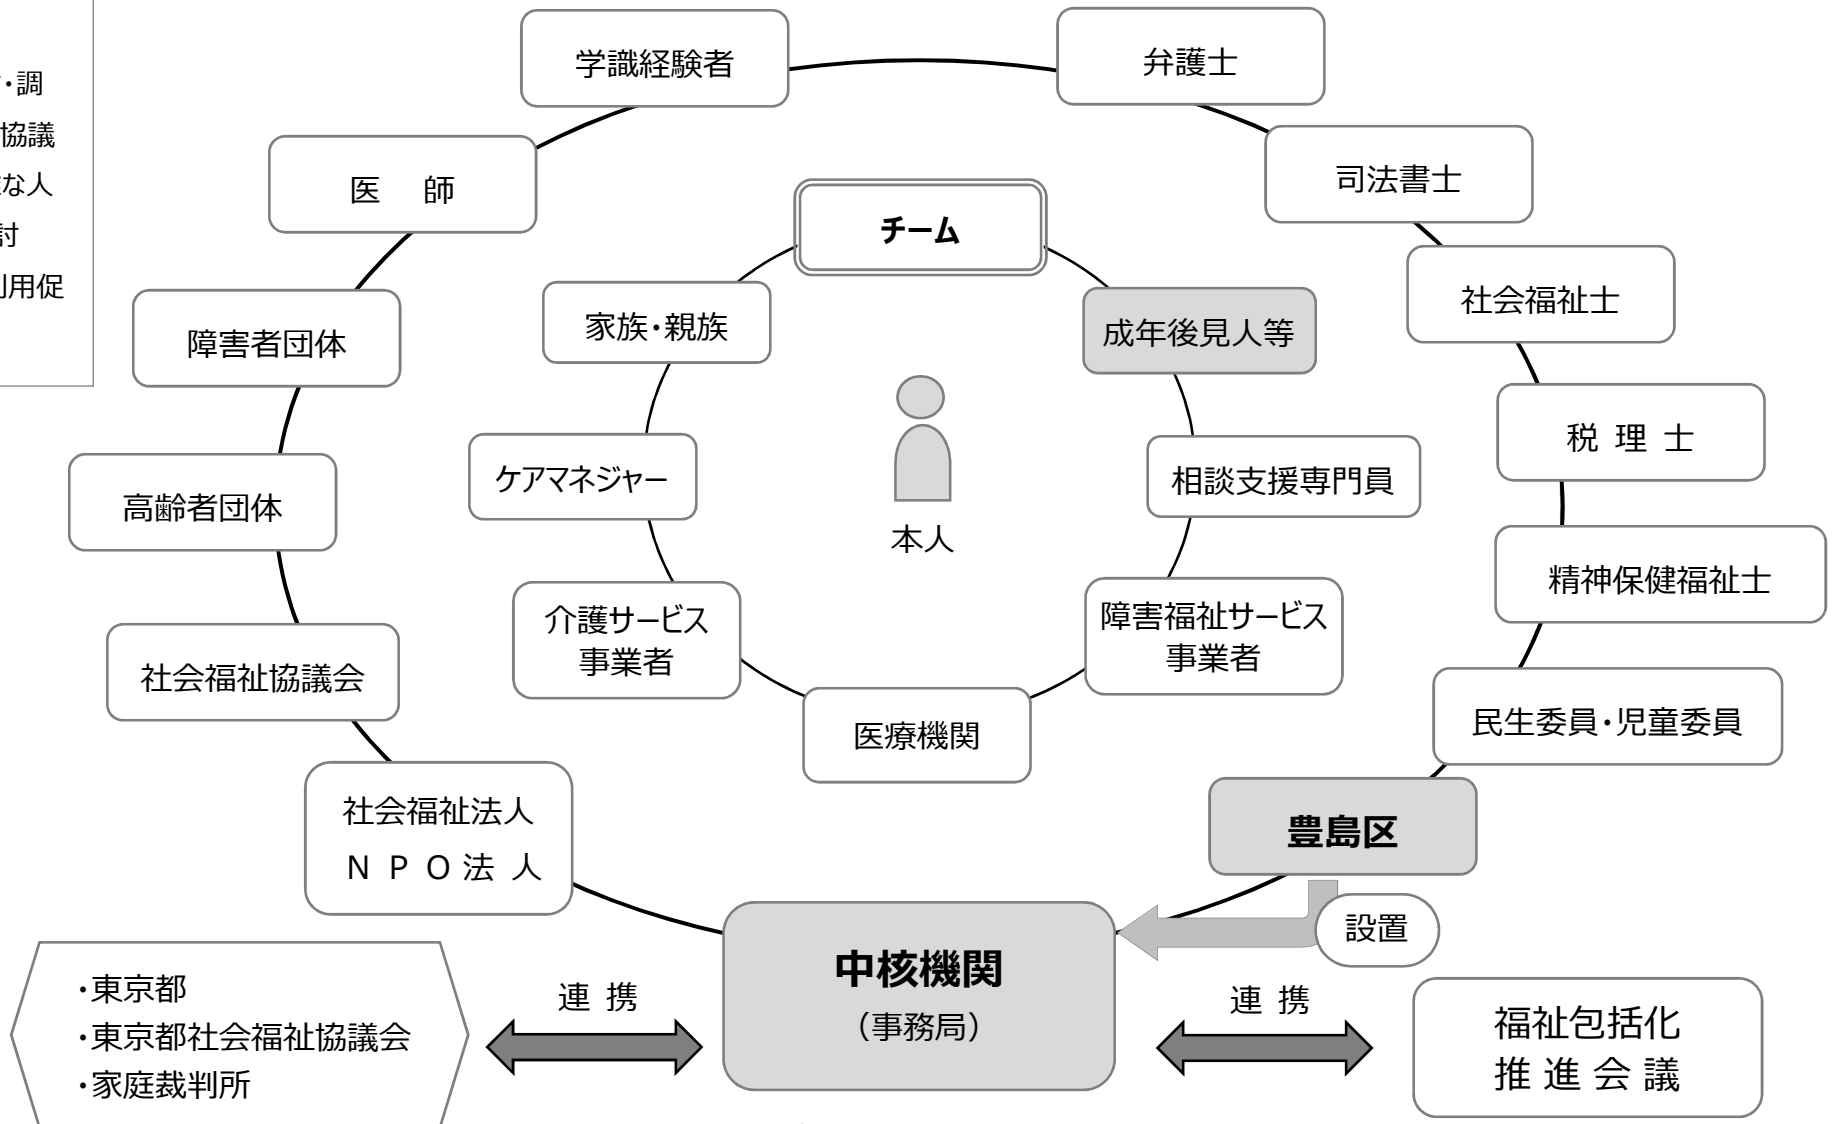 ・調
協議
な人
討
用促
学識経験者
弁護士
医 師
司法書士
チーム
社会福祉士
障害者団体
家族・親族
成年後見人等
税 理 士
高齢者団体
ケアマネジャー
相談支援専門員
本人
精神保健福祉士
介護サービス
事業者
障害福祉サービス
事業者
社会福祉協議会
医療機関
民生委員・児童委員
社会福祉法人
N P O 法 人
豊島区
設置
中核機関
（事務局）
連 携
連 携
・東京都
・東京都社会福祉協議会
・家庭裁判所
福祉包括化
推 進 会 議